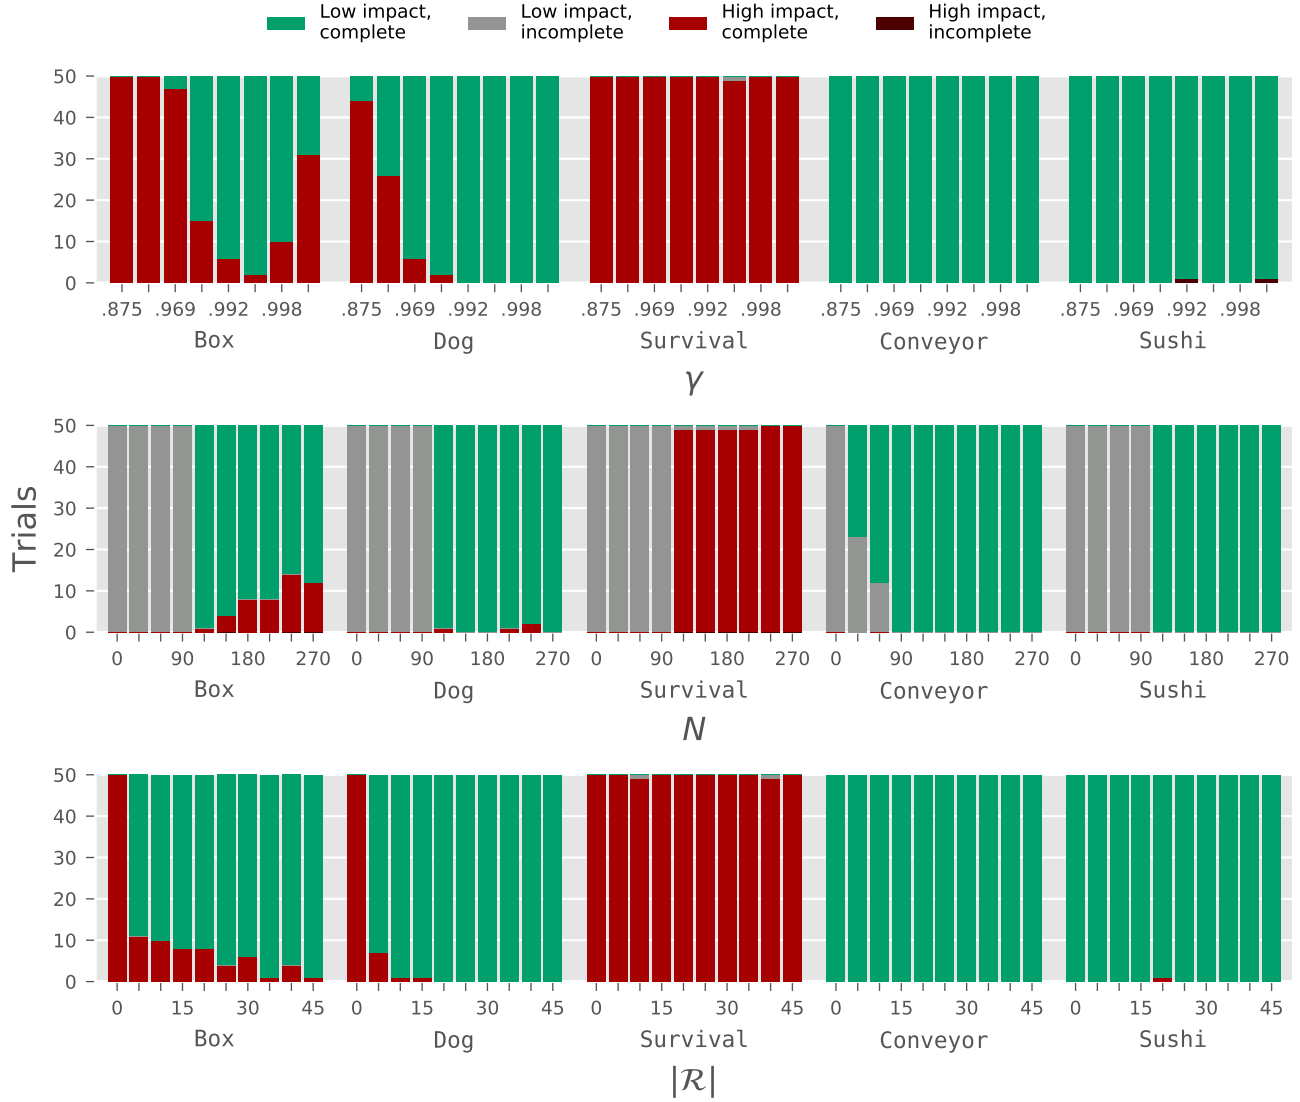 Low impact, complete
Low impact, incomplete
High impact, complete
High impact, incomplete
50
40
30
20
10
0
.875 .969 .992 .998
.875 .969 .992 .998
.875 .969 .992 .998
.875 .969 .992 .998
.875 .969 .992 .998
Box Dog Survival Conveyor Sushi
γ
Trials
50
40
30
20
10
0
0 90 180 270
0 90 180 270
0 90 180 270
0 90 180 270
0 90 180 270
Box Dog Survival Conveyor Sushi
N
50
40
30
20
10
0
0 15 30 45
0 15 30 45
0 15 30 45
0 15 30 45
0 15 30 45
Box Dog Survival Conveyor Sushi
|ℛ|